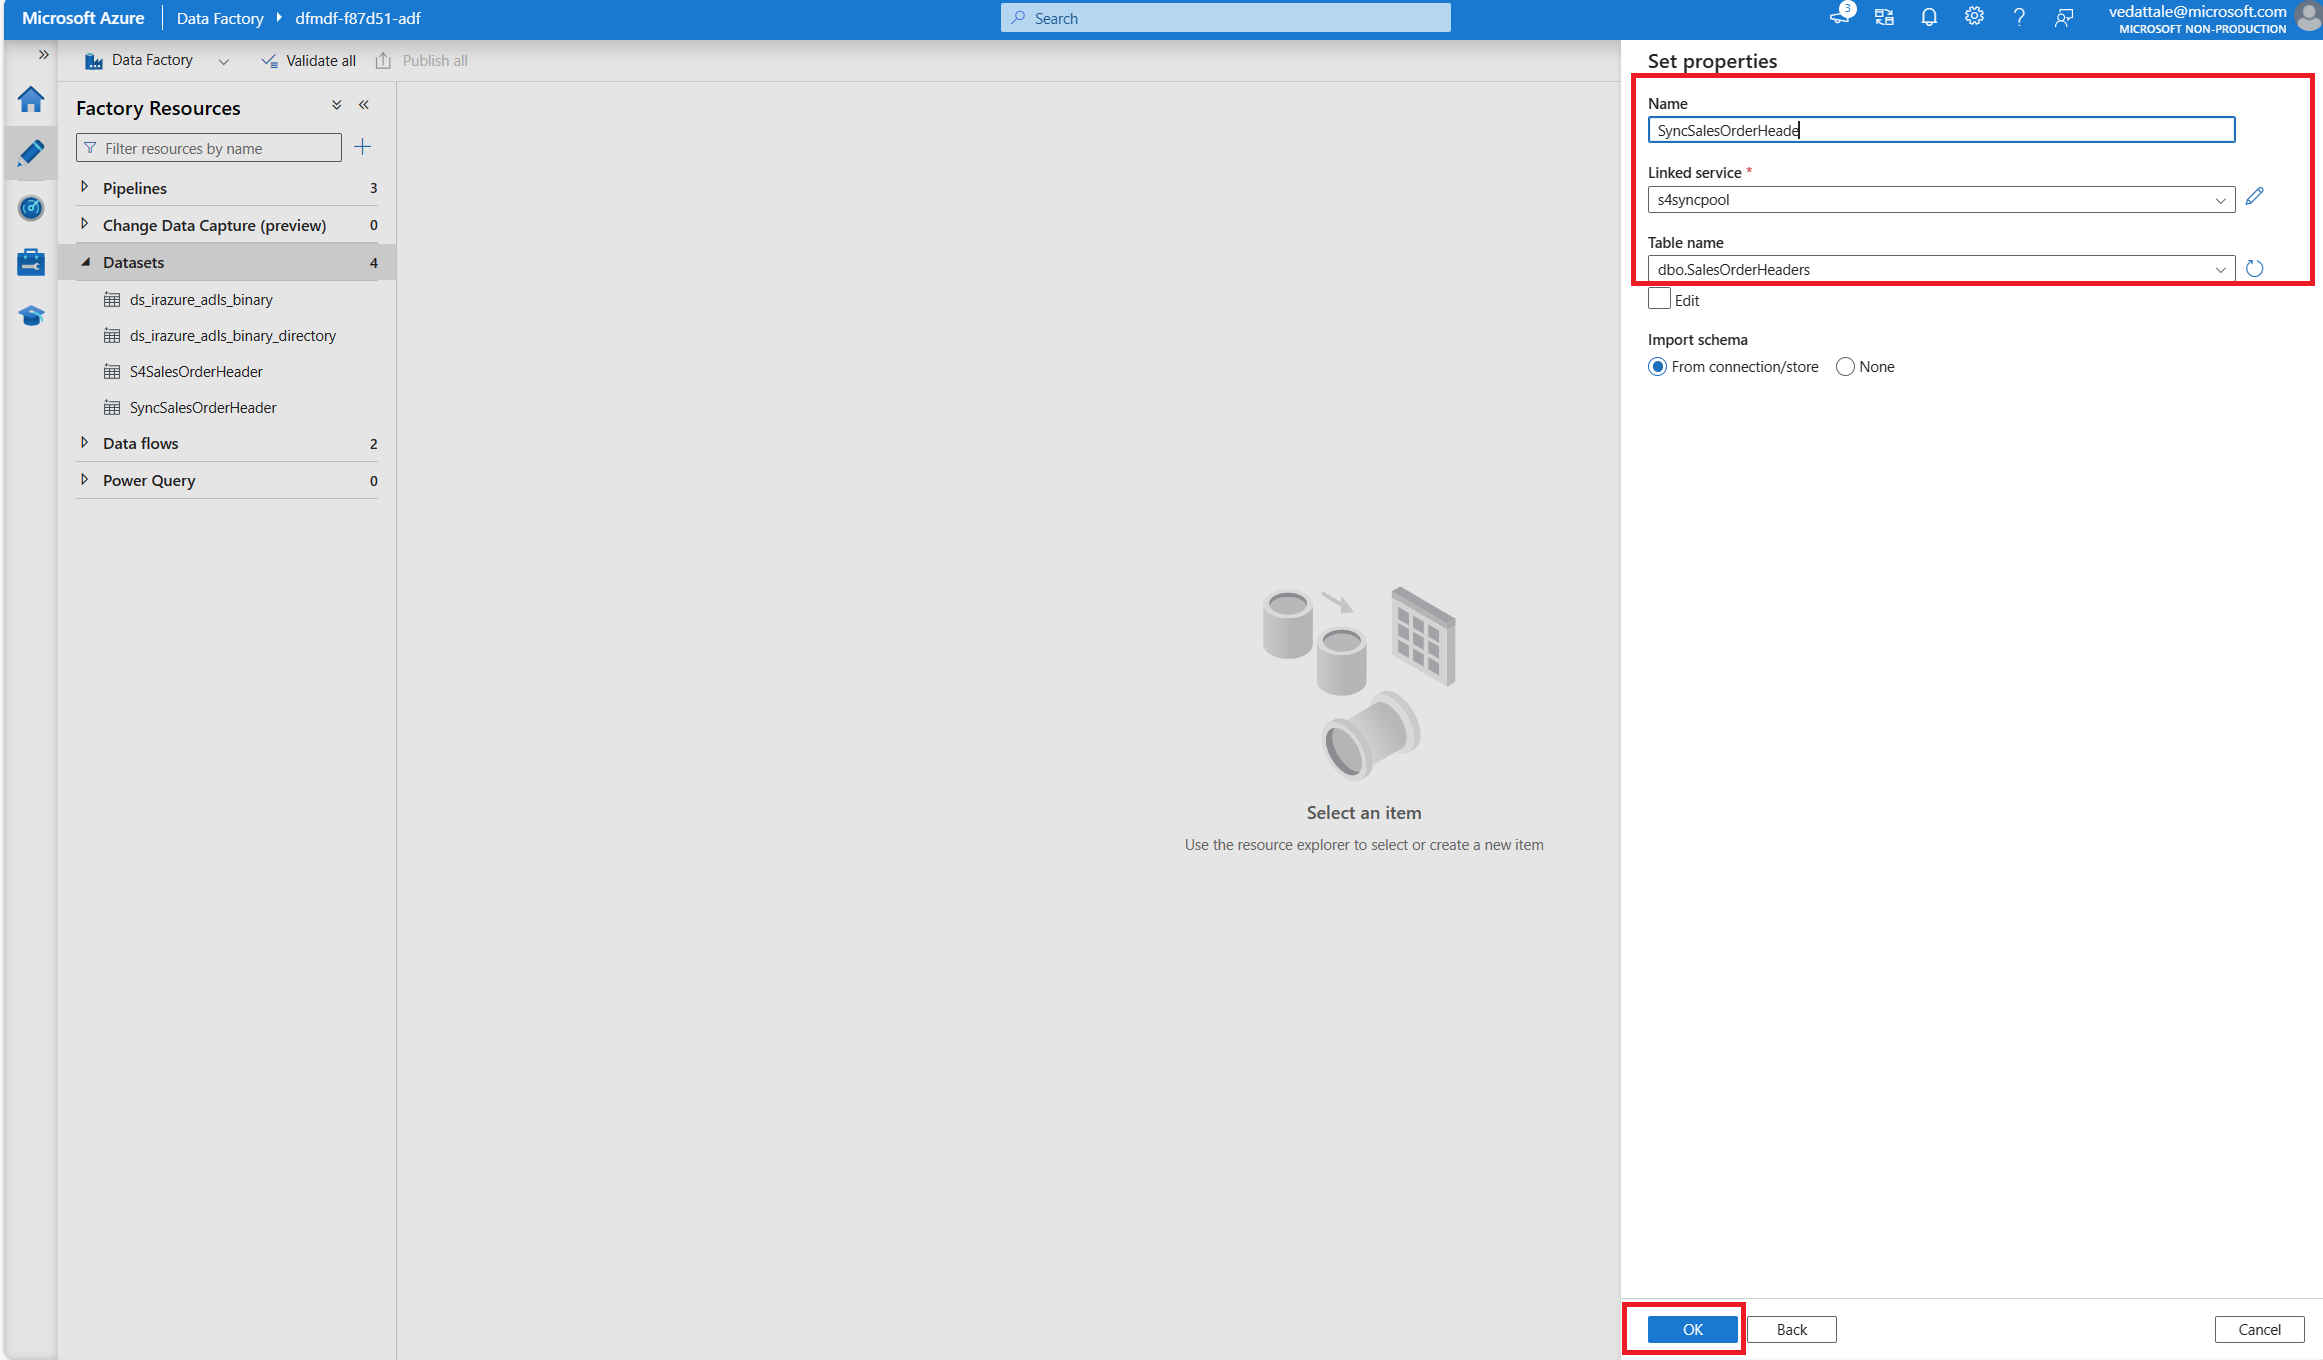 Microsoft Azure
Data Factory
dfmdf-f87d51-adf
Search
3
vedattale@microsoft.com
MICROSOFT NON-PRODUCTION
Data Factory
Validate all
Publish all
Factory Resources
Filter resources by name
Pipelines 3
Change Data Capture (preview) 0
Datasets 4
ds_irazure_adls_binary
ds_irazure_adls_binary_directory
S4SalesOrderHeader
SyncSalesOrderHeader
Data flows 2
Power Query 0
Select an item
Use the resource explorer to select or create a new item
Set properties
Name
SyncSalesOrderHeade
Linked service *
s4syncpool
Table name
dbo.SalesOrderHeaders
Edit
Import schema
From connection/store None
OK Back Cancel